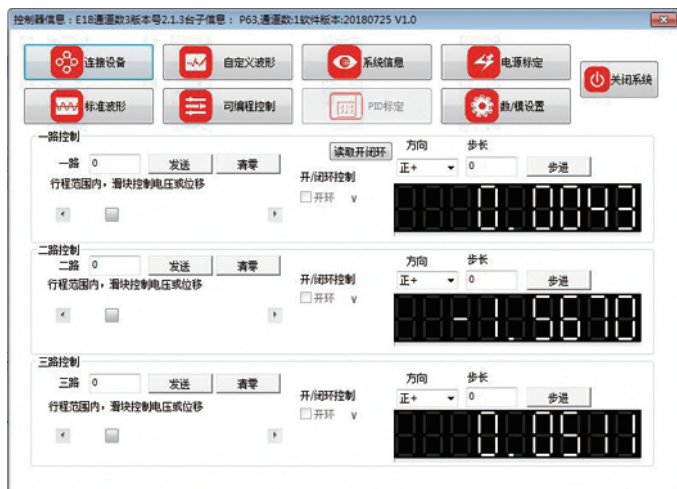 控制器信息：E18通道数3版本号2.1.3台子信息： P63,通道数:1软件版本:20180725 V1.0
连接设备 自定义波形 系统信息 电源标定 关闭系统
标准波形 可编程控制 PID标定 数/模设置
一路控制
读取开闭环 方向 步长
一路 0 发送 清零 正+ 0 步进
行程范围内，滑块控制电压或位移 开/闭环控制
开环 V 0.0043
二路控制
方向 步长
二路 0 发送 清零 开/闭环控制 正+ 0 步进
行程范围内，滑块控制电压或位移
开环 V -1.5670
三路控制
方向 步长
三路 0 发送 清零 开/闭环控制 正+ 0 步进
行程范围内，滑块控制电压或位移
开环 V 0.0511